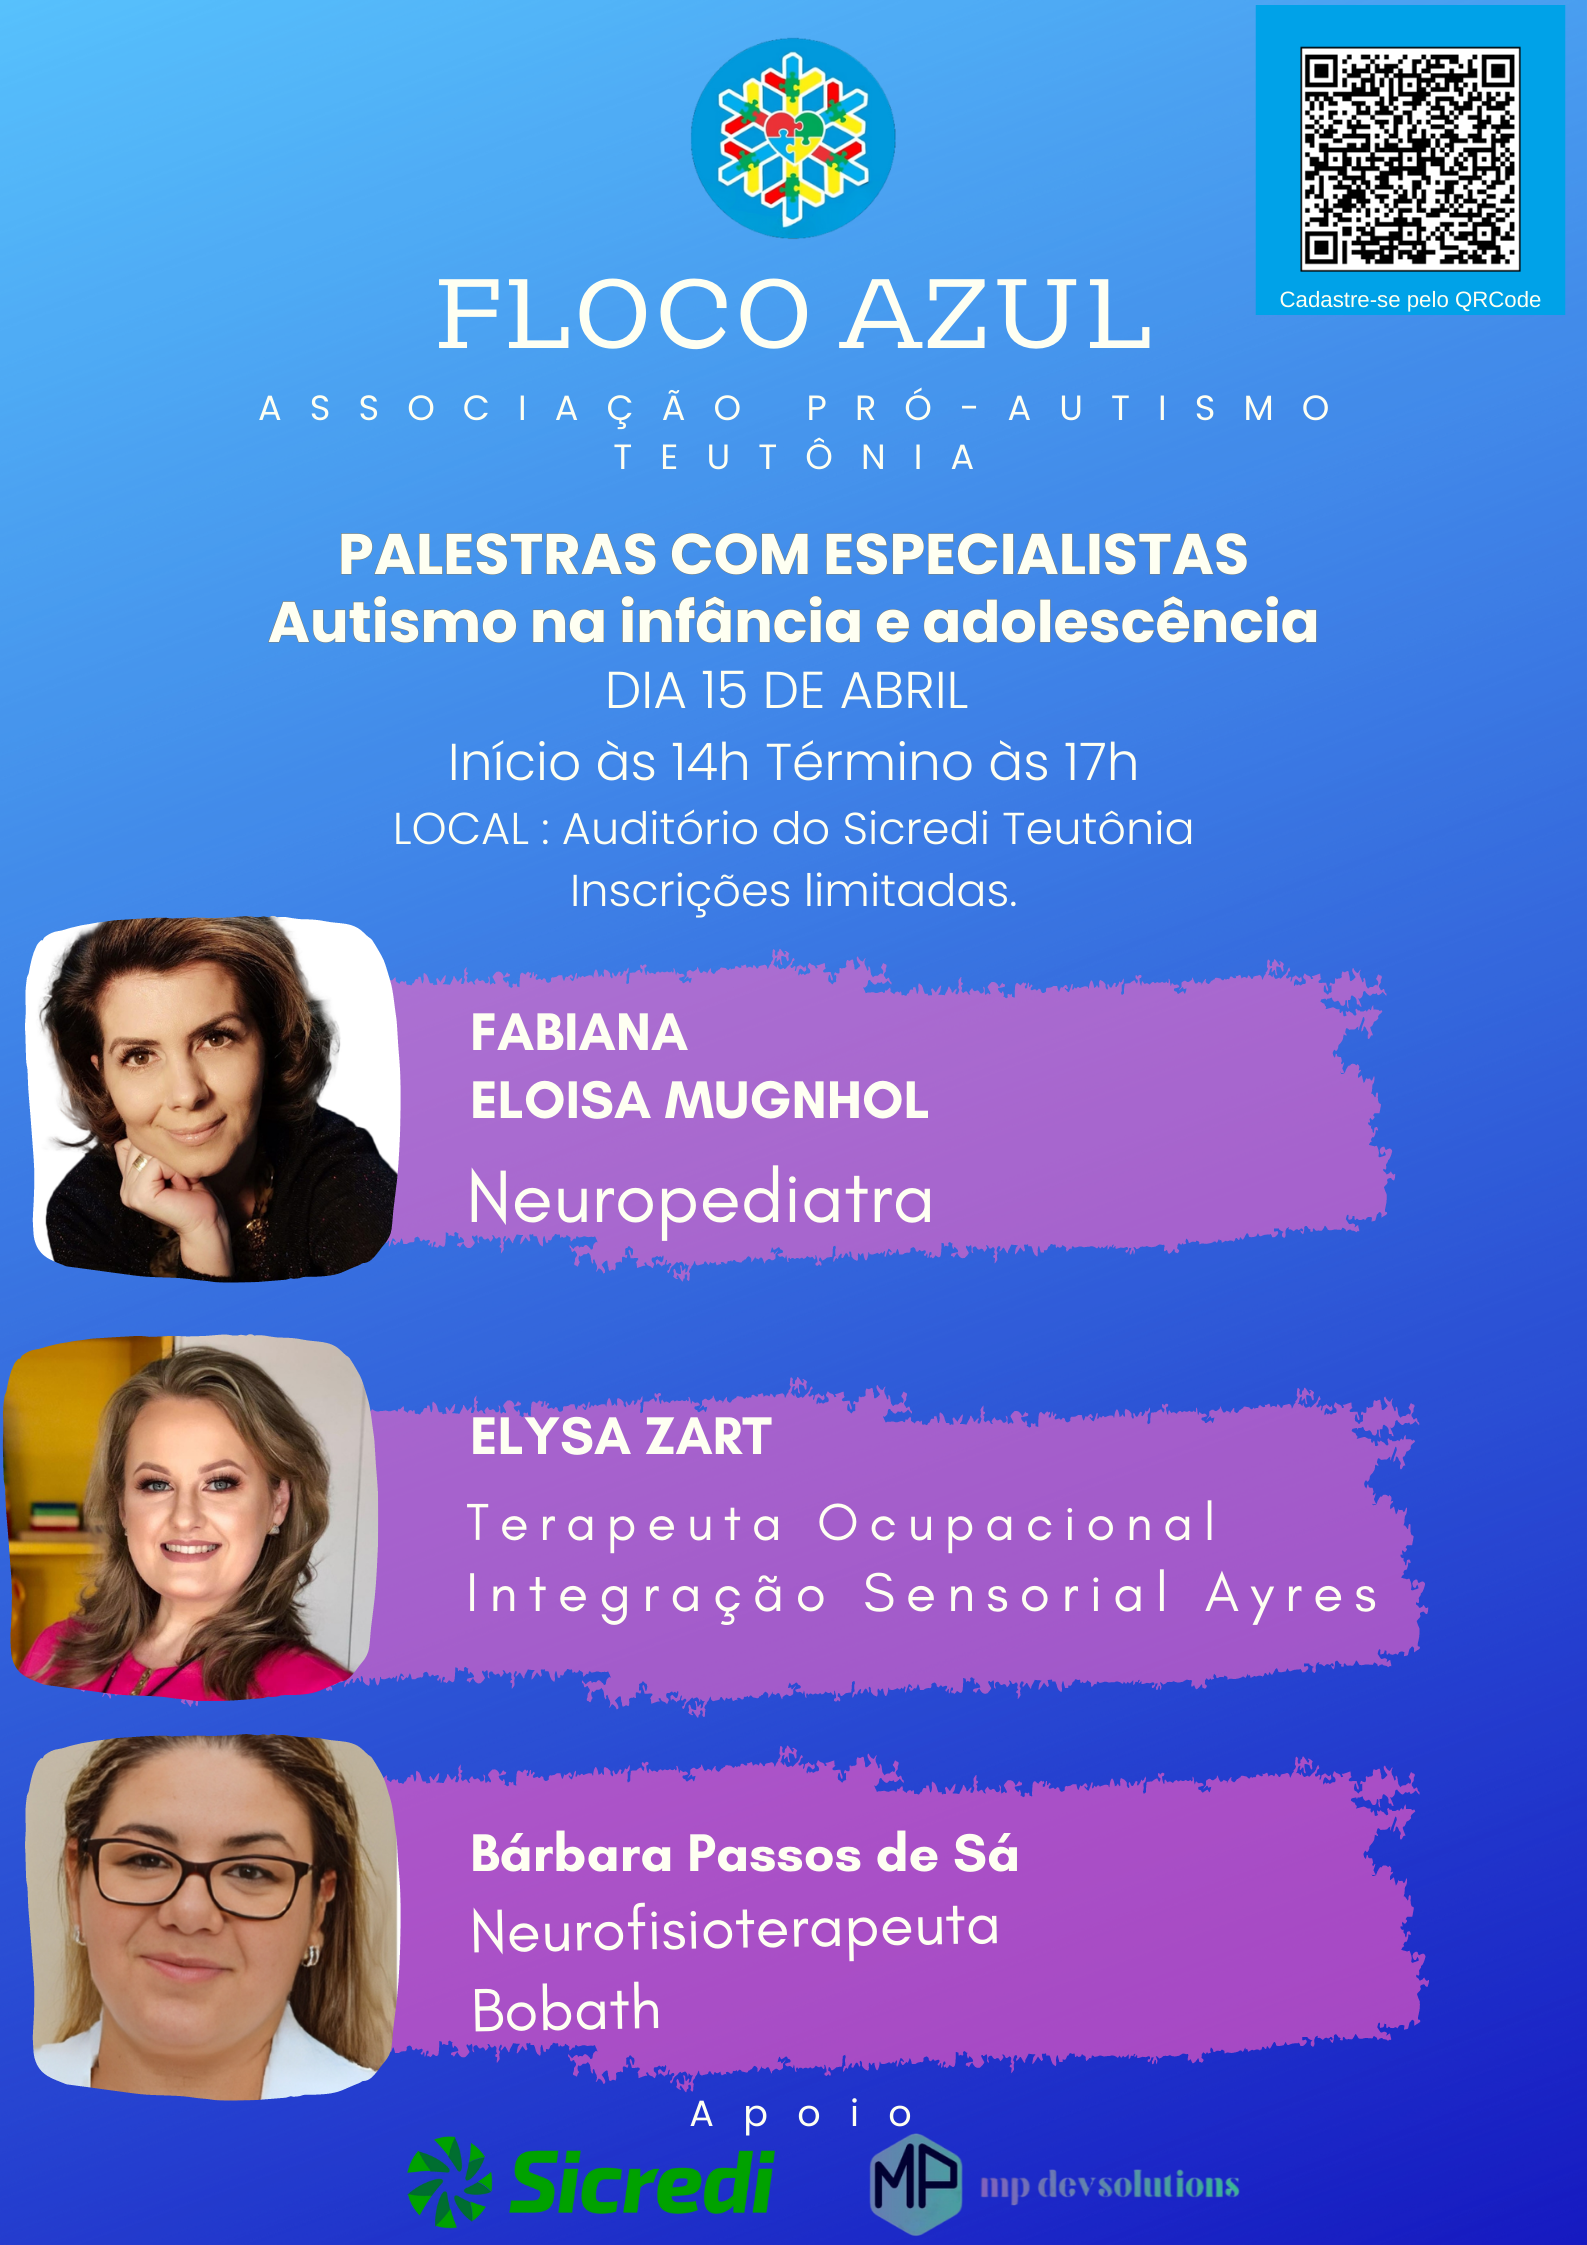 Cadastre-se pelo QRCode
FLOCO AZUL
ASSOCIAÇÃO PRÓ-AUTISMO
TEUTÔNIA
PALESTRAS COM ESPECIALISTAS
Autismo na infância e adolescência
DIA 15 DE ABRIL
Início às 14h Término às 17h
LOCAL : Auditório do Sicredi Teutônia
Inscrições limitadas.
FABIANA
ELOISA MUGNHOL
Neuropediatra
ELYSA ZART
Terapeuta Ocupacional
Integração Sensorial Ayres
Bárbara Passos de Sá
Neurofisioterapeuta
Bobath
Apoio
Sicredi
MP mp devsolutions